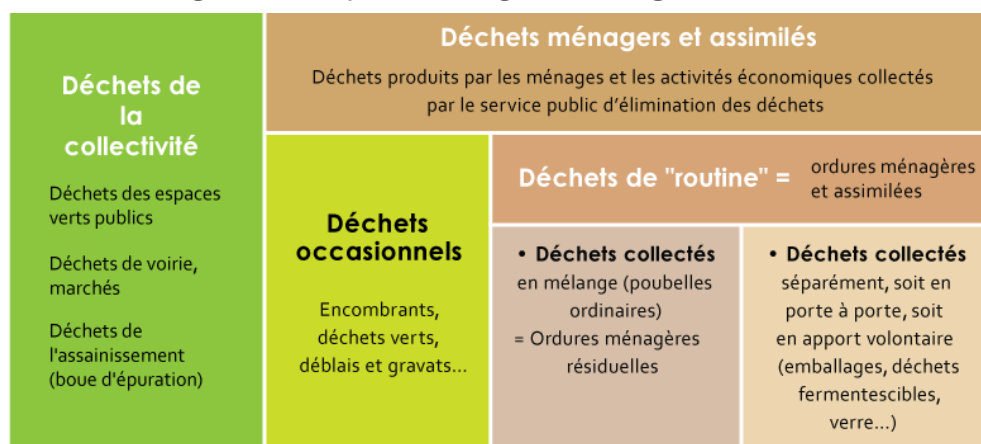 Déchets de
la
collectivité
Déchets des espaces
verts publics
Déchets de voirie,
marchés
Déchets de
l'assainissement
(boue d'épuration)
Déchets ménagers et assimilés
Déchets produits par les ménages et les activités économiques collectés
par le service public d'élimination des déchets
Déchets
occasionnels
Encombrants,
déchets verts,
déblais et gravats...
Déchets de "routine" =
ordures ménagères
et assimilées
• Déchets collectés
en mélange (poubelles
ordinaires)
= Ordures ménagères
résiduelles
• Déchets collectés
séparément, soit en
porte à porte, soit
en apport volontaire
(emballages, déchets
fermentescibles,
verre...)